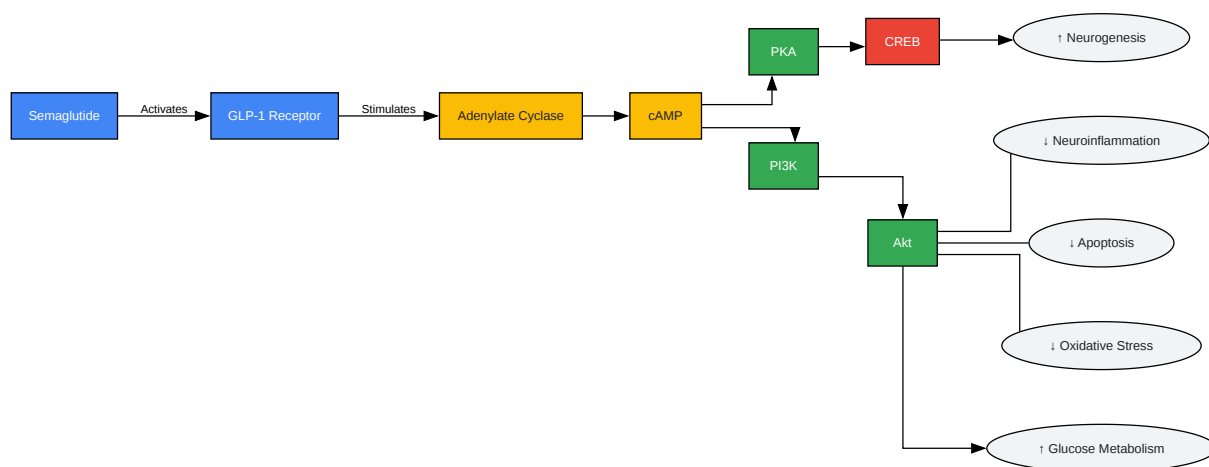 Semaglutide
Activates
GLP-1 Receptor
Stimulates
Adenylate Cyclase
cAMP
PKA
CREB
↑ Neurogenesis
PI3K
Akt
↓ Neuroinflammation
↓ Apoptosis
↓ Oxidative Stress
↑ Glucose Metabolism